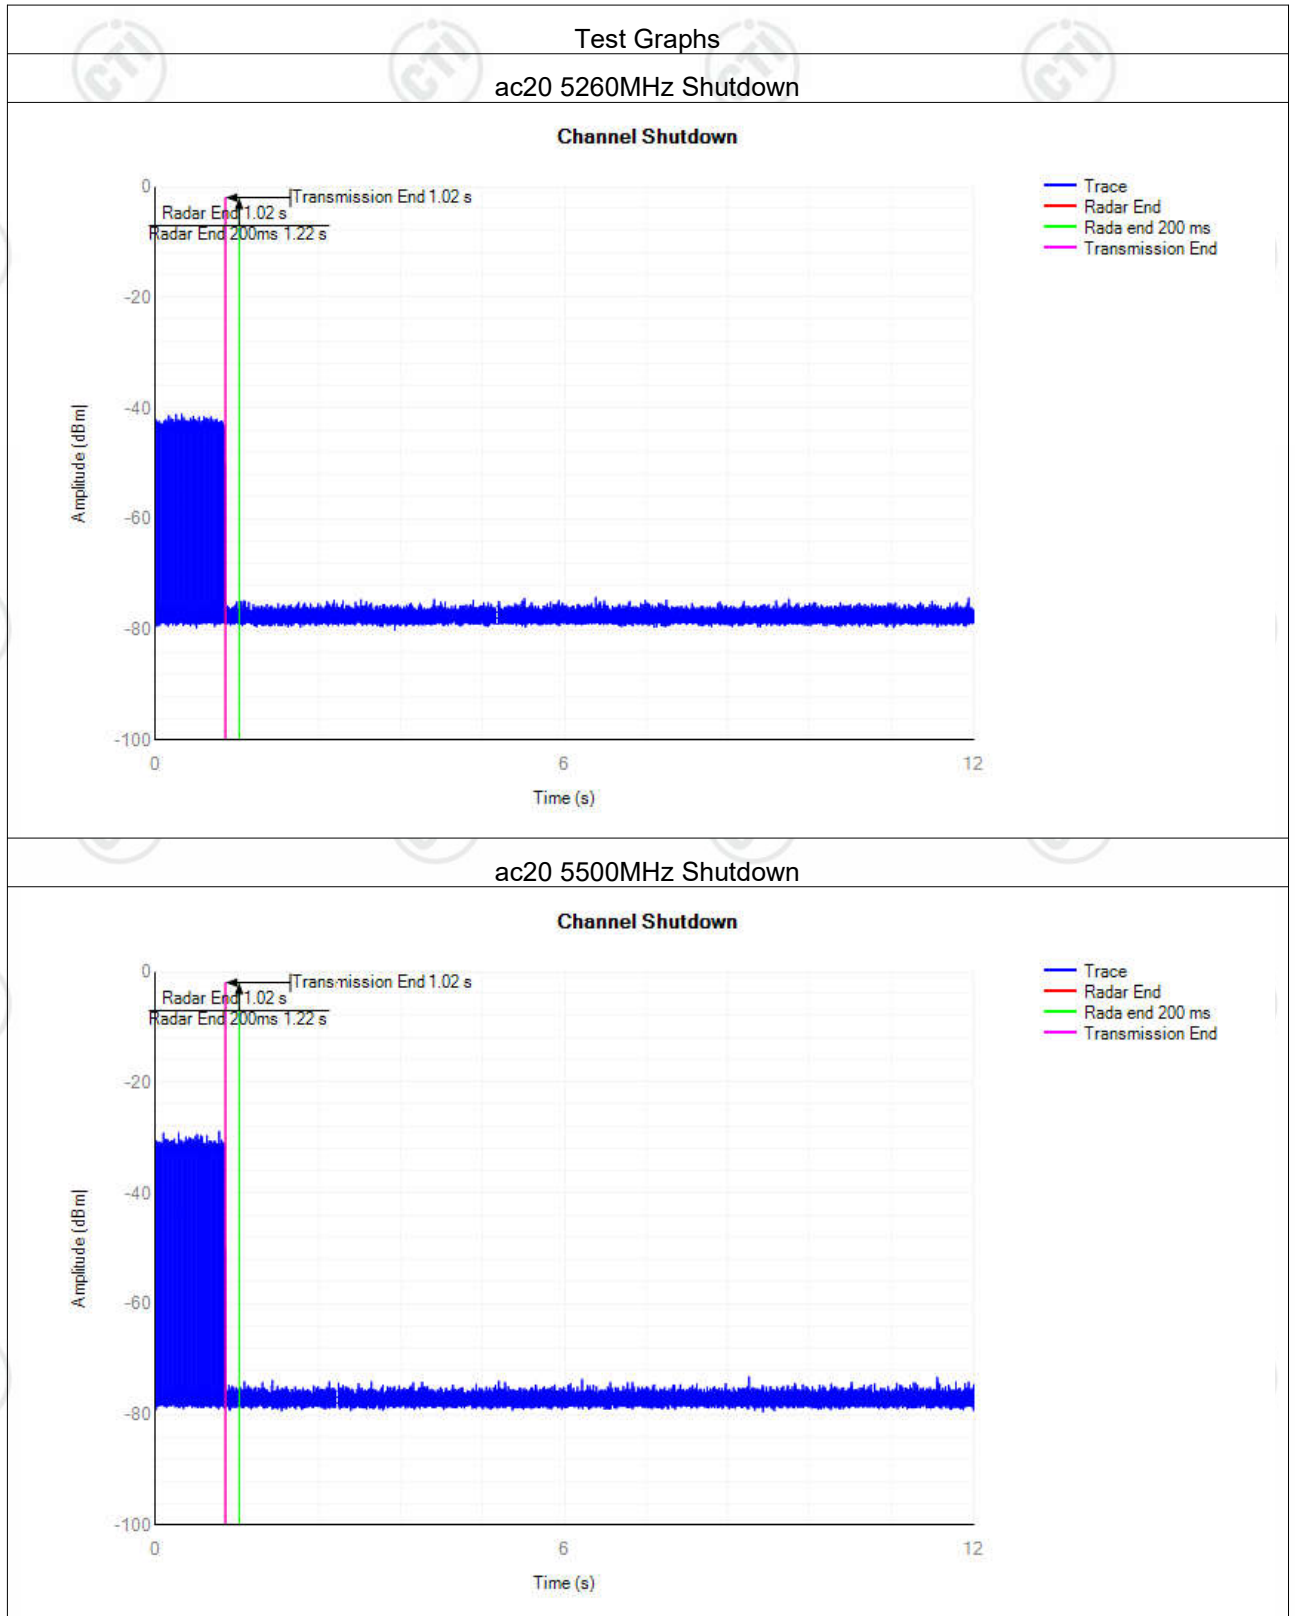 Test Graphs
CTI CTI CTI CTI
ac20 5260MHz Shutdown
Channel Shutdown
0
Transmission End 1.02 s
Radar End 1.02 s
Radar End 200ms 1.22 s
Trace
Radar End
Rada end 200 ms
Transmission End
-20
-40
-60
-80
-100
Amplitude (dBm)
0 6 12
Time (s)
ac20 5500MHz Shutdown
Channel Shutdown
0
Transmission End 1.02 s
Radar End 1.02 s
Radar End 200ms 1.22 s
Trace
Radar End
Rada end 200 ms
Transmission End
-20
-40
-60
-80
-100
Amplitude (dBm)
0 6 12
Time (s)